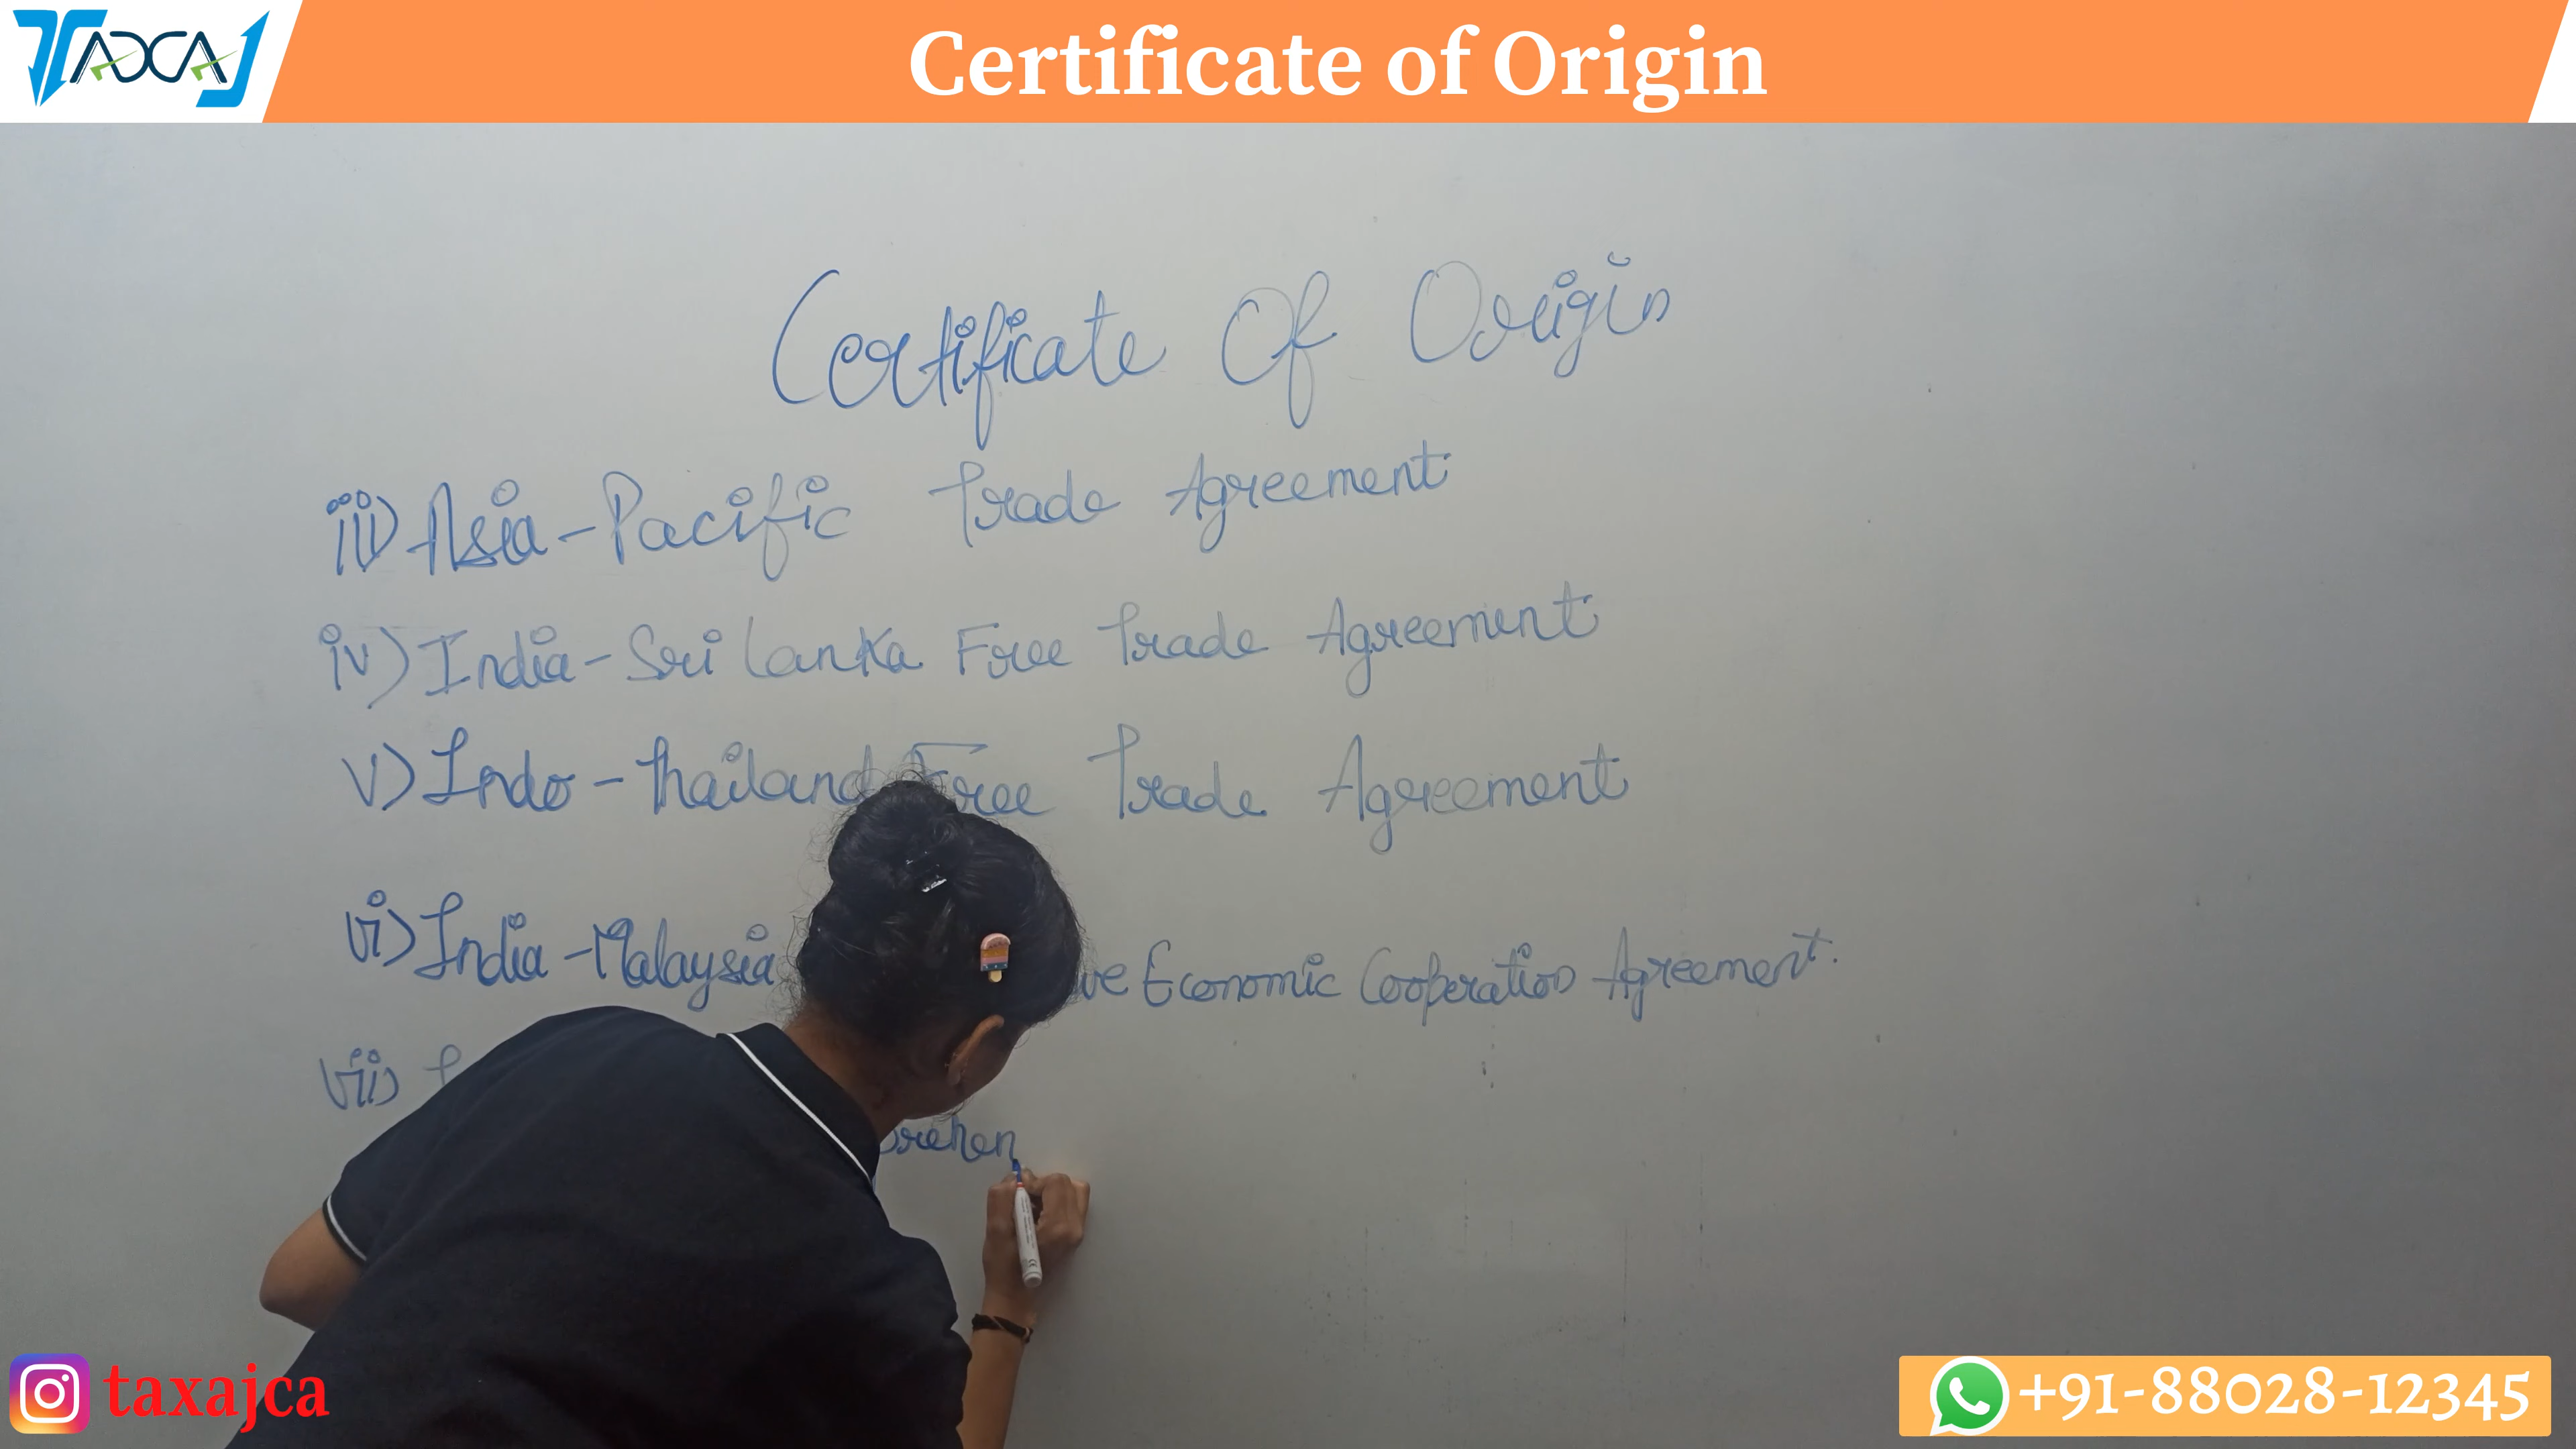 TAXAJ
Certificate of Origin
Certificate Of Origin
iii) Asia-Pacific Trade Agreement
iv) India-Sri Lanka Free Trade Agreement
v) Indo-Thailand Free Trade Agreement
vi) India-Malaysia Economic Cooperation Agreement.
vii)
taxajca
+91-88028-12345